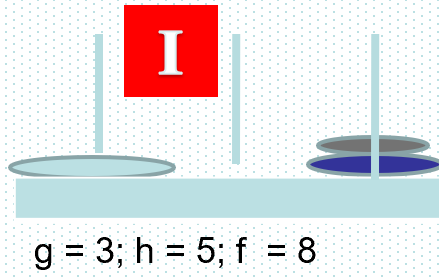 I
g = 3; h = 5; f = 8